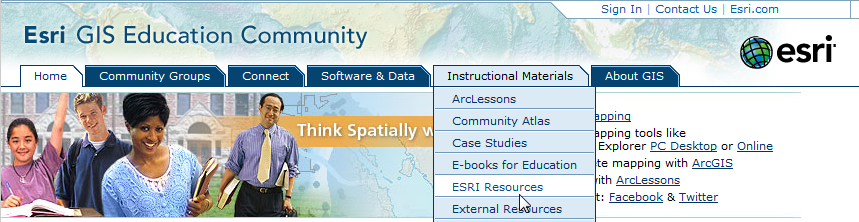 Sign In | Contact Us | Esri.com
Esri GIS Education Community
esri
Home
Community Groups
Connect
Software & Data
Instructional Materials
About GIS
ArcLessons
Community Atlas
Case Studies
E-books for Education
ESRI Resources
External Resources
Think Spatially
apping
apping tools like
Explorer PC Desktop or Online
te mapping with ArcGIS
with ArcLessons
t: Facebook & Twitter